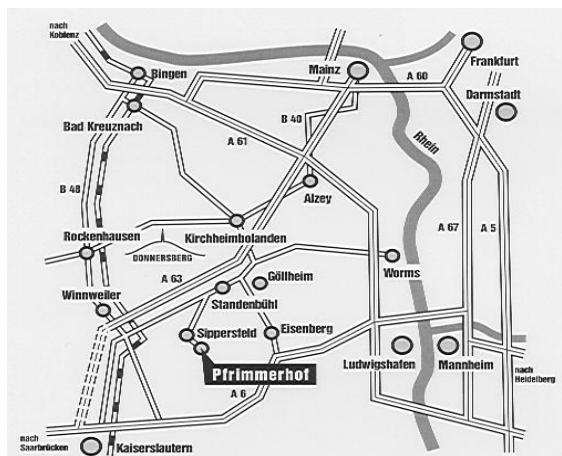 nach
Koblenz
Bingen
Mainz
Frankfurt
A 60
Darmstadt
Bad Kreuznach
B 40
A 61
Rhein
B 48
Alzey
Kirchheimbolanden
A 67
A 5
Rockenhausen
DONNERSBERG
A 63
Worms
Göllheim
Winnweiler
Standenbühl
Sippersfeld
Eisenberg
Pfrimmerhof
Ludwigshafen
Mannheim
nach
Heidelberg
A 6
nach
Saarbrücken
Kaiserslautern